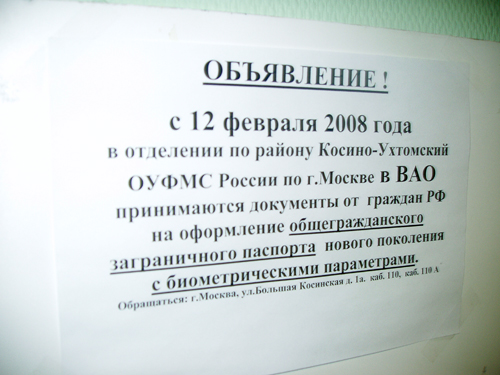 ОБЪЯВЛЕНИЕ !
с 12 февраля 2008 года
в отделении по району Косино-Ухтомский
ОУФМС России по г.Москве в ВАО
принимаются документы от граждан РФ
на оформление общегражданского
заграничного паспорта нового поколения
с биометрическими параметрами.
Обращаться: г.Москва, ул.Большая Косинская д. 1а. каб. 110, каб. 110 А